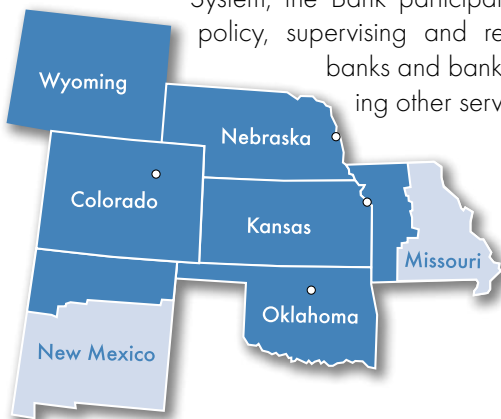 System, the Bank participa
policy, supervising and re
banks and bank
ing other serv
Wyoming
Nebraska
Colorado
Kansas
Missouri
Oklahoma
New Mexico